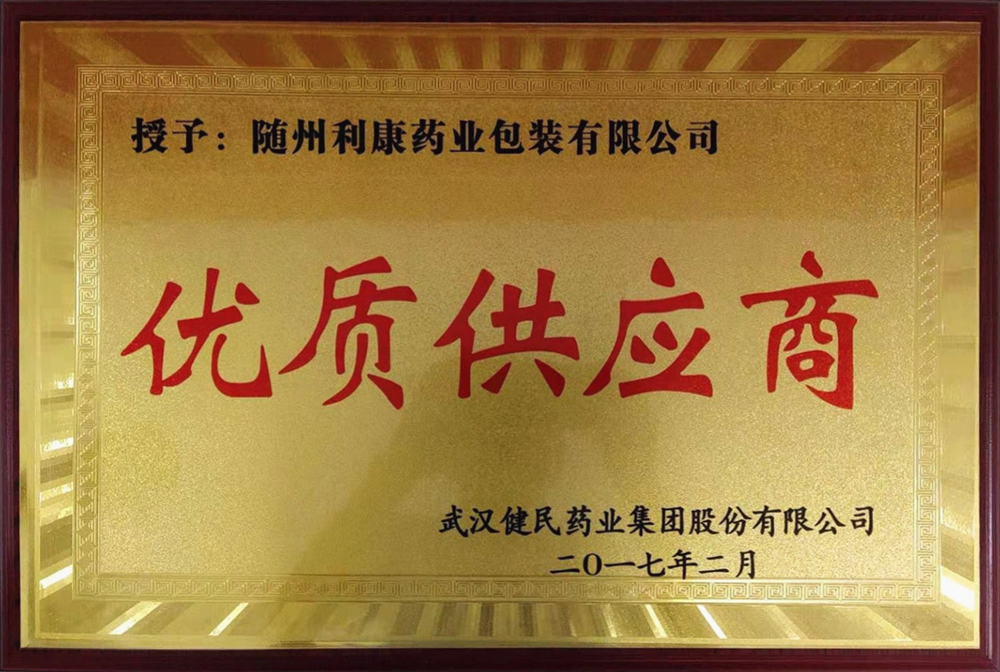 授予：随州利康药业包装有限公司
优质供应商
武汉健民药业集团股份有限公司
二〇一七年二月